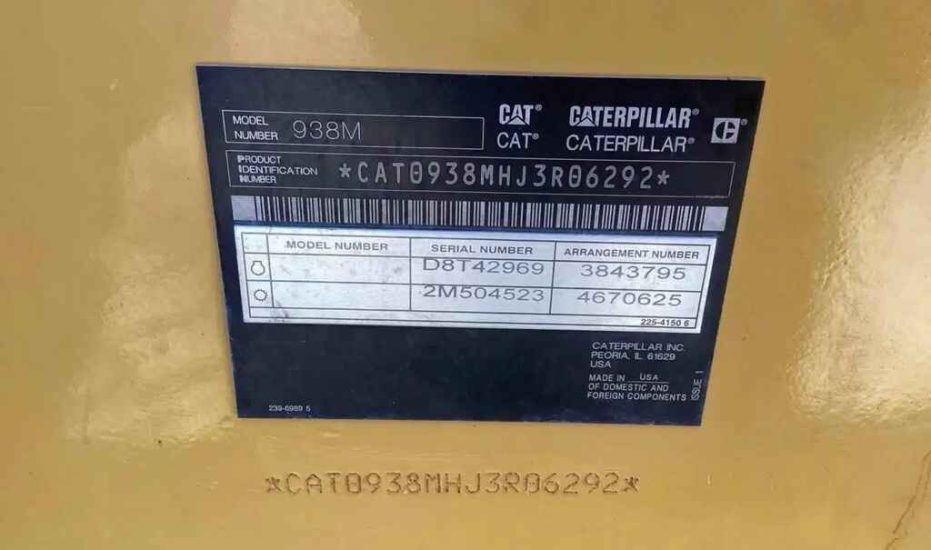 MODEL NUMBER 938M
CAT® CATERPILLAR®
CAT® CATERPILLAR®
PRODUCT IDENTIFICATION NUMBER *CAT0938MHJ3R06292*
MODEL NUMBER SERIAL NUMBER ARRANGEMENT NUMBER
D8T42969 3843795
2M504523 4670625
225-4150 6
CATERPILLAR INC.
PEORIA, IL 61629
USA
MADE IN USA
OF DOMESTIC AND
FOREIGN COMPONENTS
239-6989 5
*CAT0938MHJ3R06292*